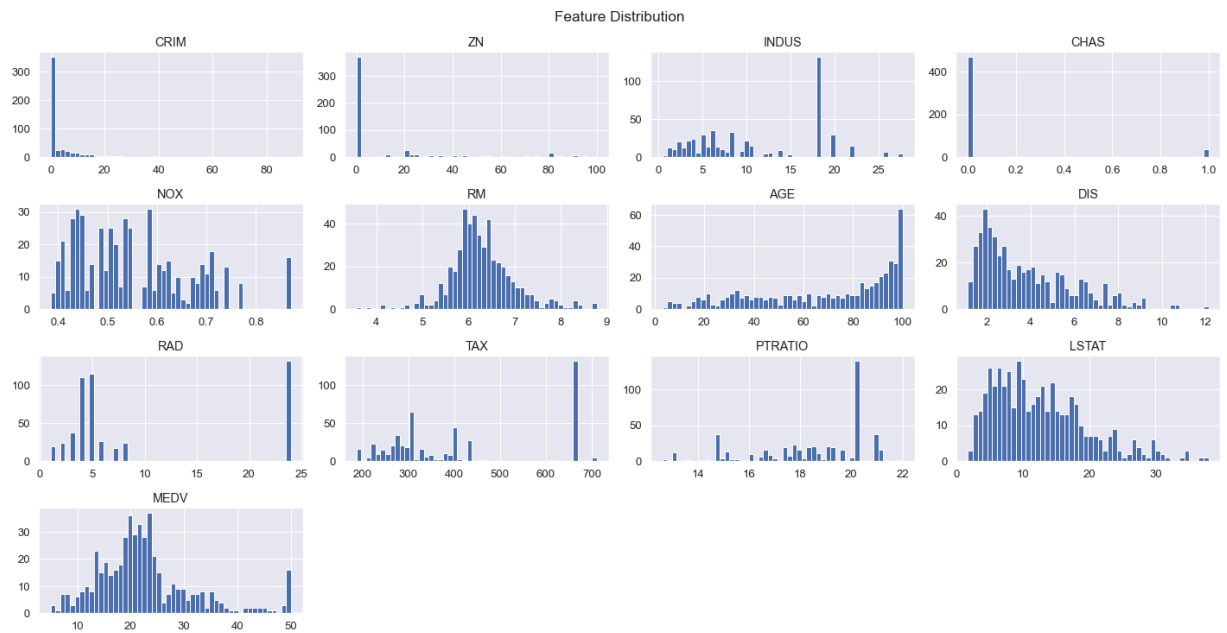 Feature Distribution
CRIM
300
200
100
0
0 20 40 60 80
ZN
300
200
100
0
0 20 40 60 80 100
INDUS
100
50
0
0 5 10 15 20 25
CHAS
400
200
0
0.0 0.2 0.4 0.6 0.8 1.0
NOX
30
20
10
0
0.4 0.5 0.6 0.7 0.8
RM
40
20
0
4 5 6 7 8 9
AGE
60
40
20
0
0 20 40 60 80 100
DIS
40
20
0
2 4 6 8 10 12
RAD
100
50
0
0 5 10 15 20 25
TAX
100
50
0
200 300 400 500 600 700
PTRATIO
100
50
0
14 16 18 20 22
LSTAT
20
10
0
0 10 20 30
MEDV
30
20
10
0
10 20 30 40 50